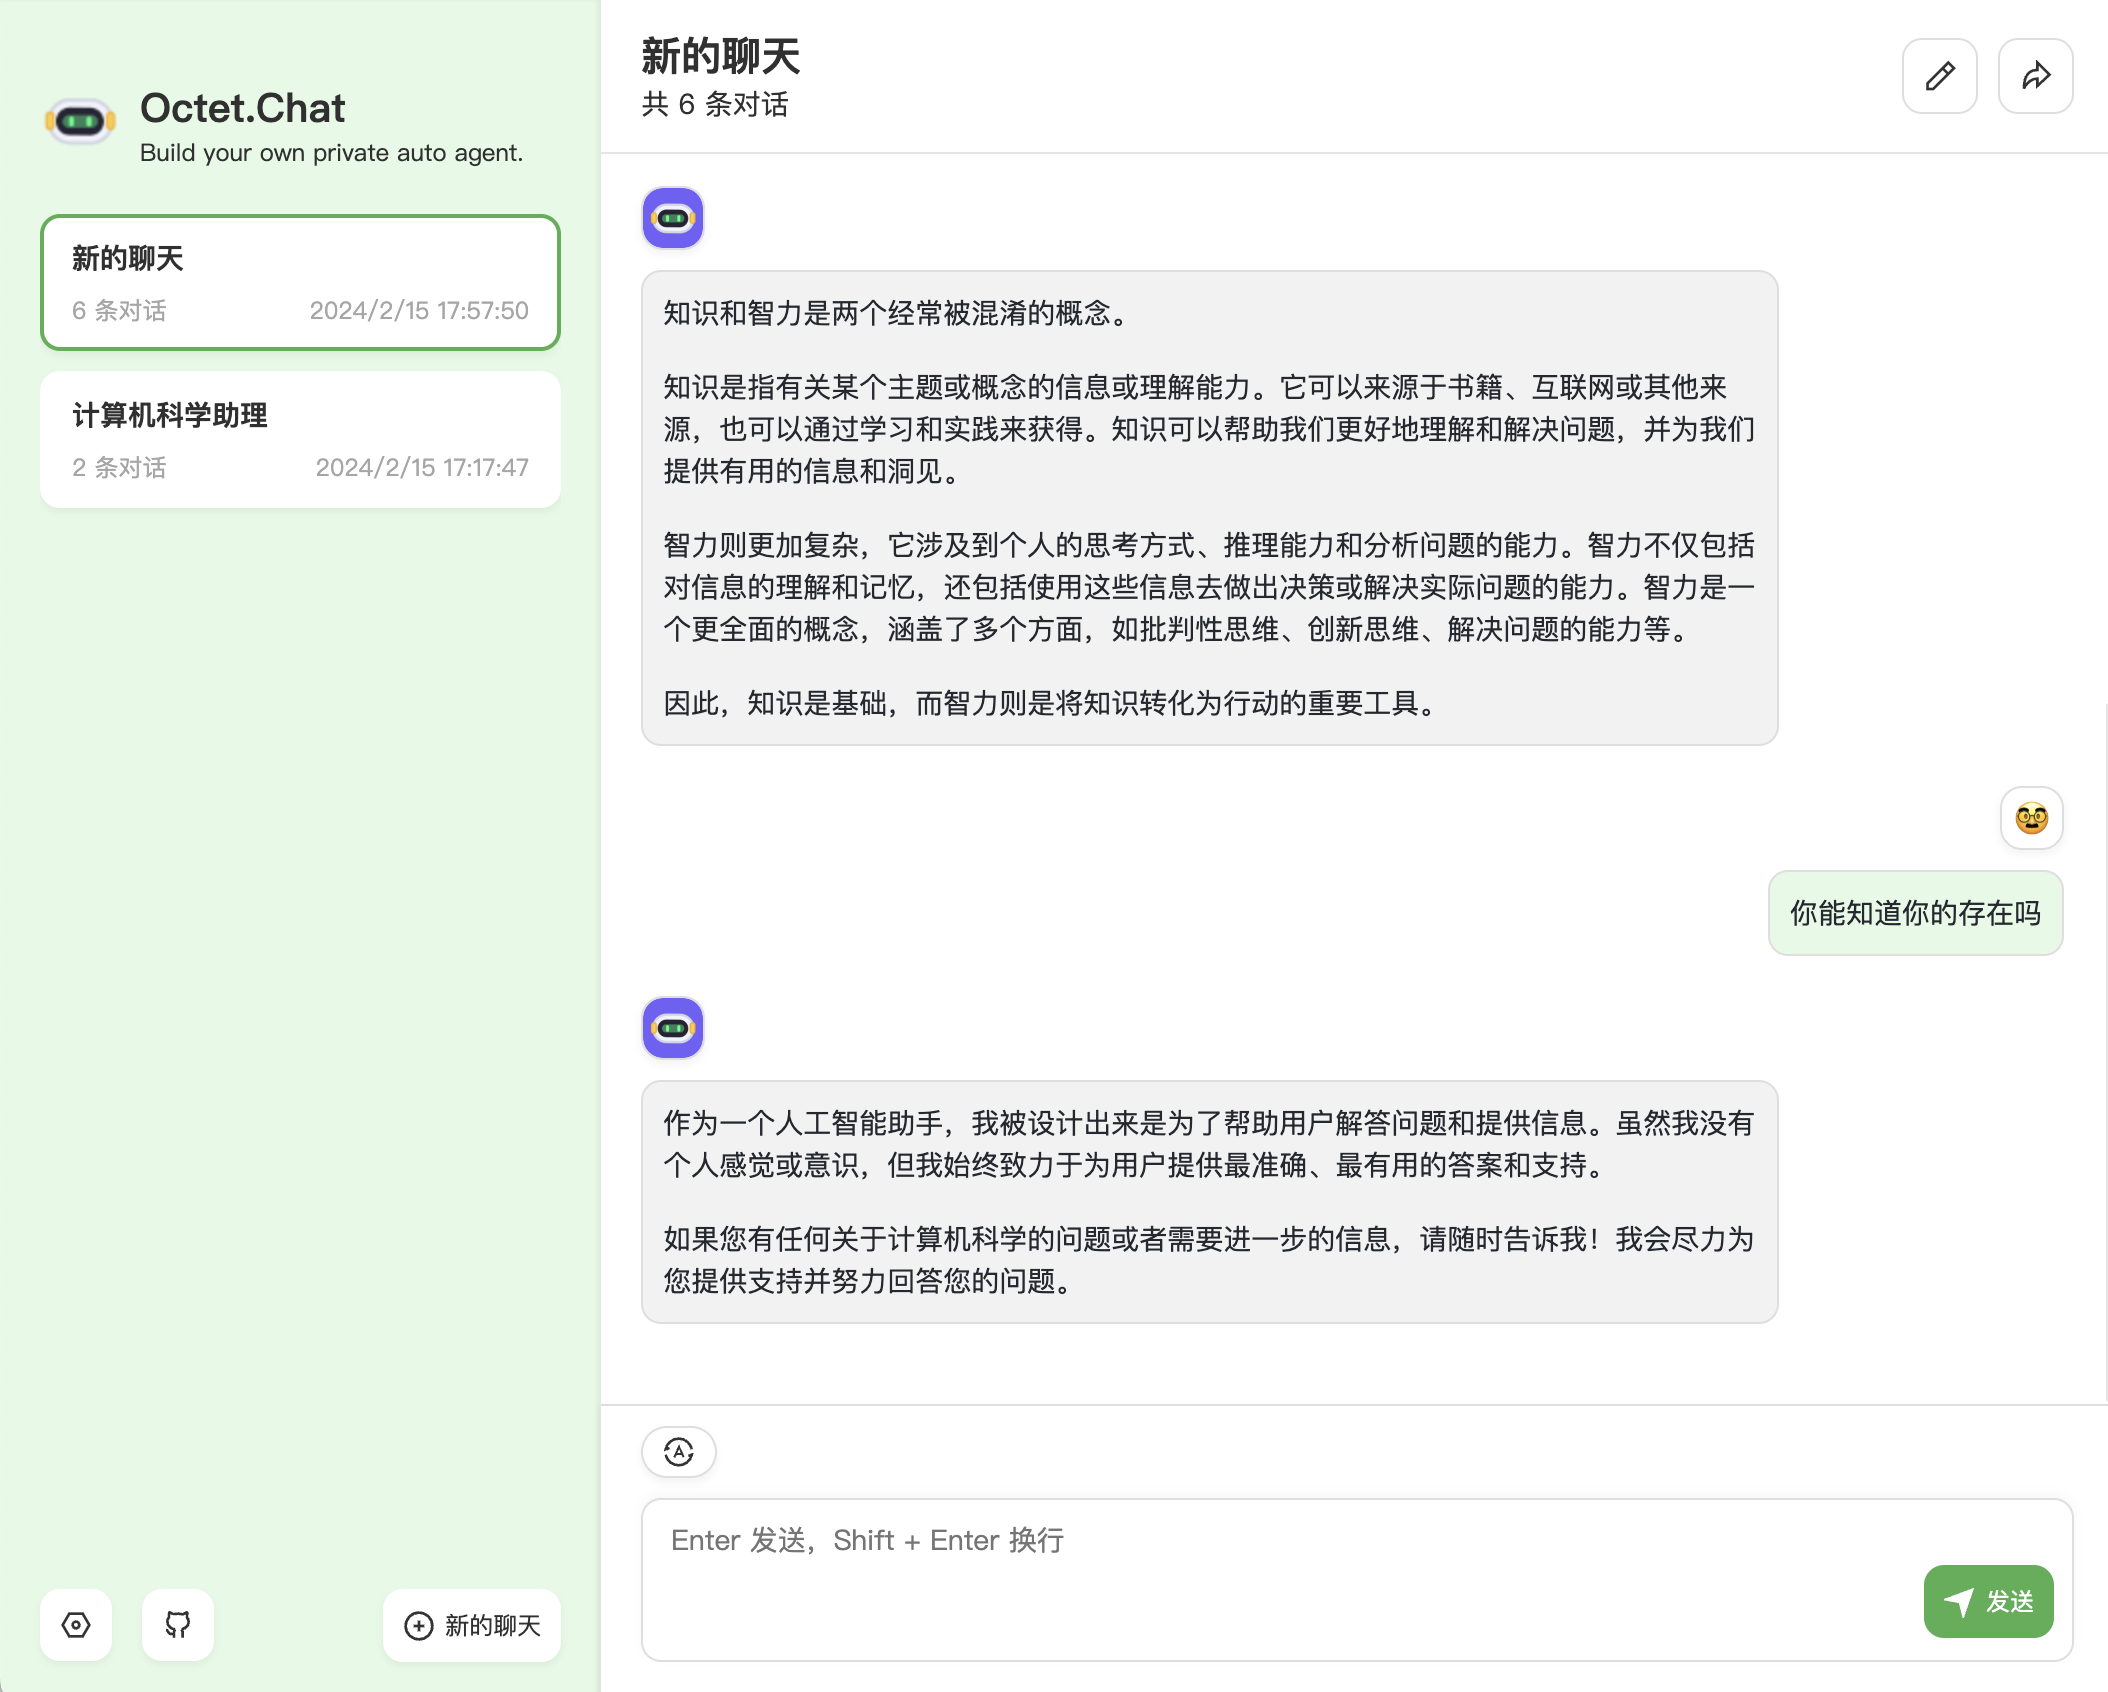 Octet.Chat
Build your own private auto agent.
新的聊天
6 条对话
2024/2/15 17:57:50
计算机科学助理
2 条对话
2024/2/15 17:17:47
新的聊天
新的聊天
共 6 条对话
知识和智力是两个经常被混淆的概念。
知识是指有关某个主题或概念的信息或理解能力。它可以来源于书籍、互联网或其他来
源，也可以通过学习和实践来获得。知识可以帮助我们更好地理解和解决问题，并为我们
提供有用的信息和洞见。
智力则更加复杂，它涉及到个人的思考方式、推理能力和分析问题的能力。智力不仅包括
对信息的理解和记忆，还包括使用这些信息去做出决策或解决实际问题的能力。智力是一
个更全面的概念，涵盖了多个方面，如批判性思维、创新思维、解决问题的能力等。
因此，知识是基础，而智力则是将知识转化为行动的重要工具。
你能知道你的存在吗
作为一个人工智能助手，我被设计出来是为了帮助用户解答问题和提供信息。虽然我没有
个人感觉或意识，但我始终致力于为用户提供最准确、最有用的答案和支持。
如果您有任何关于计算机科学的问题或者需要进一步的信息，请随时告诉我！我会尽力为
您提供支持并努力回答您的问题。
A
Enter 发送，Shift + Enter 换行
发送